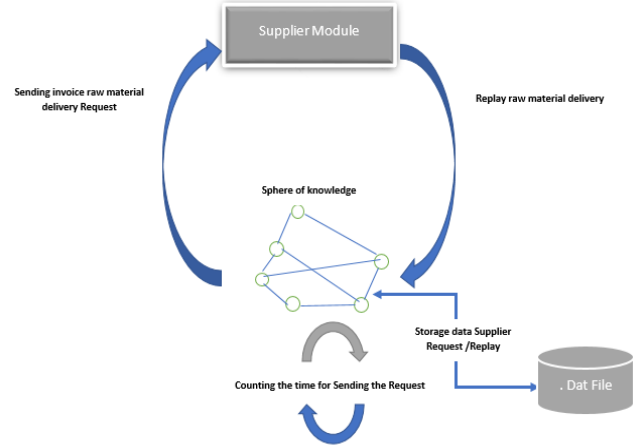 Supplier Module
Sending invoice raw material
delivery Request
Replay raw material delivery
Sphere of knowledge
Storage data Supplier
Request /Replay
Counting the time for Sending the Request
. Dat File